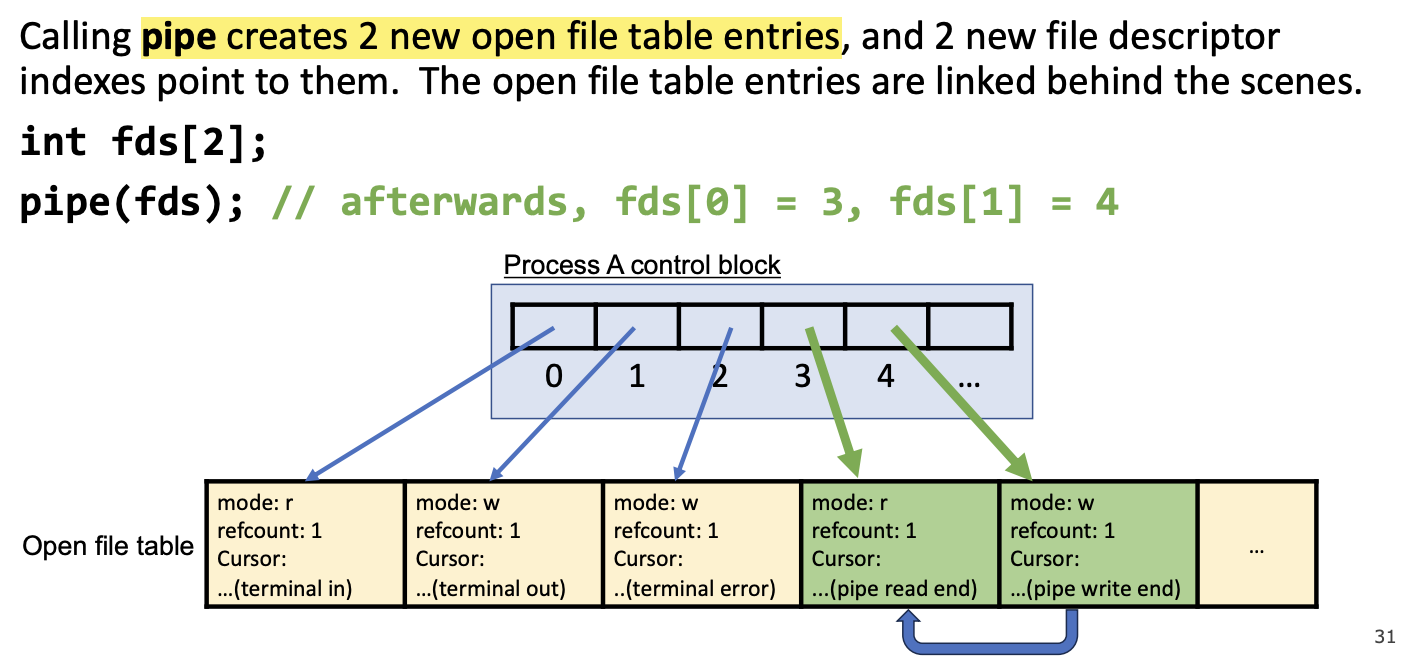 Calling pipe creates 2 new open file table entries, and 2 new file descriptor
indexes point to them.  The open file table entries are linked behind the scenes.
int fds[2];
pipe(fds); // afterwards, fds[0] = 3, fds[1] = 4
Process A control block
0 1 2 3 4 ...
Open file table
mode: r
refcount: 1
Cursor:
...(terminal in)
mode: w
refcount: 1
Cursor:
...(terminal out)
mode: w
refcount: 1
Cursor:
..(terminal error)
mode: r
refcount: 1
Cursor:
...(pipe read end)
mode: w
refcount: 1
Cursor:
...(pipe write end)
...
31